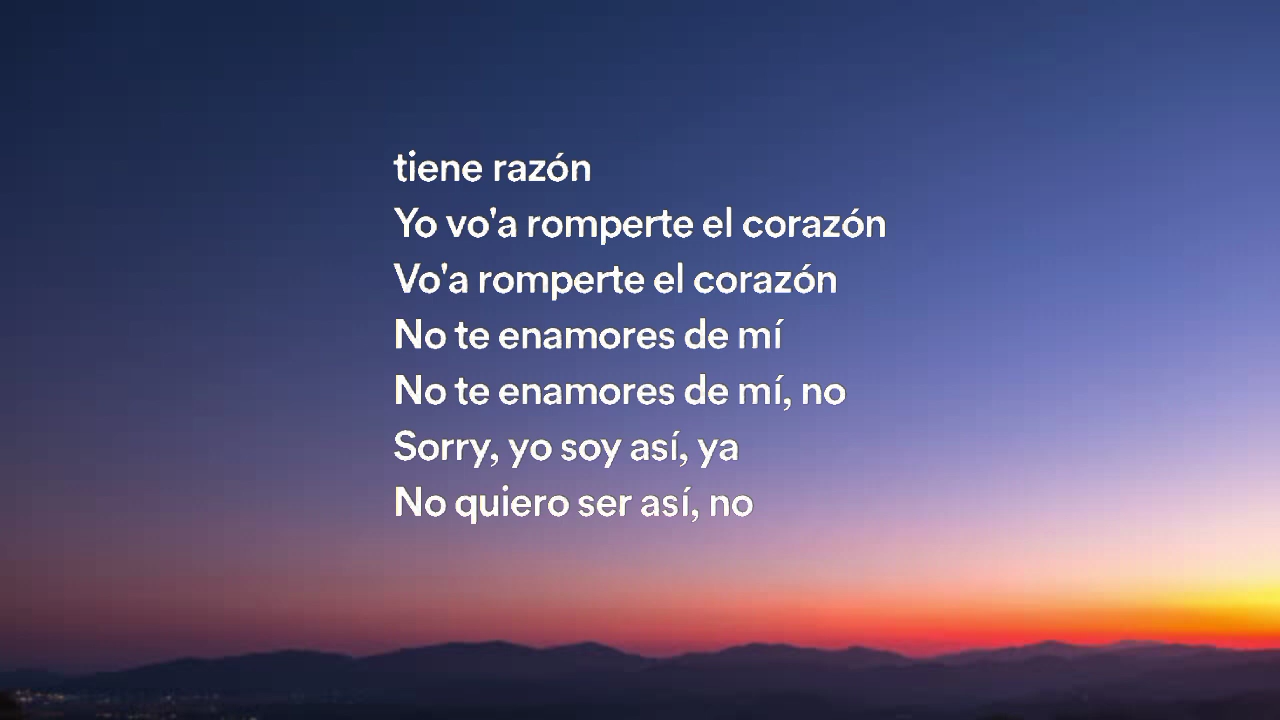 tiene razón
Yo vo'a romperte el corazón
Vo'a romperte el corazón
No te enamores de mí
No te enamores de mí, no
Sorry, yo soy así, ya
No quiero ser así, no